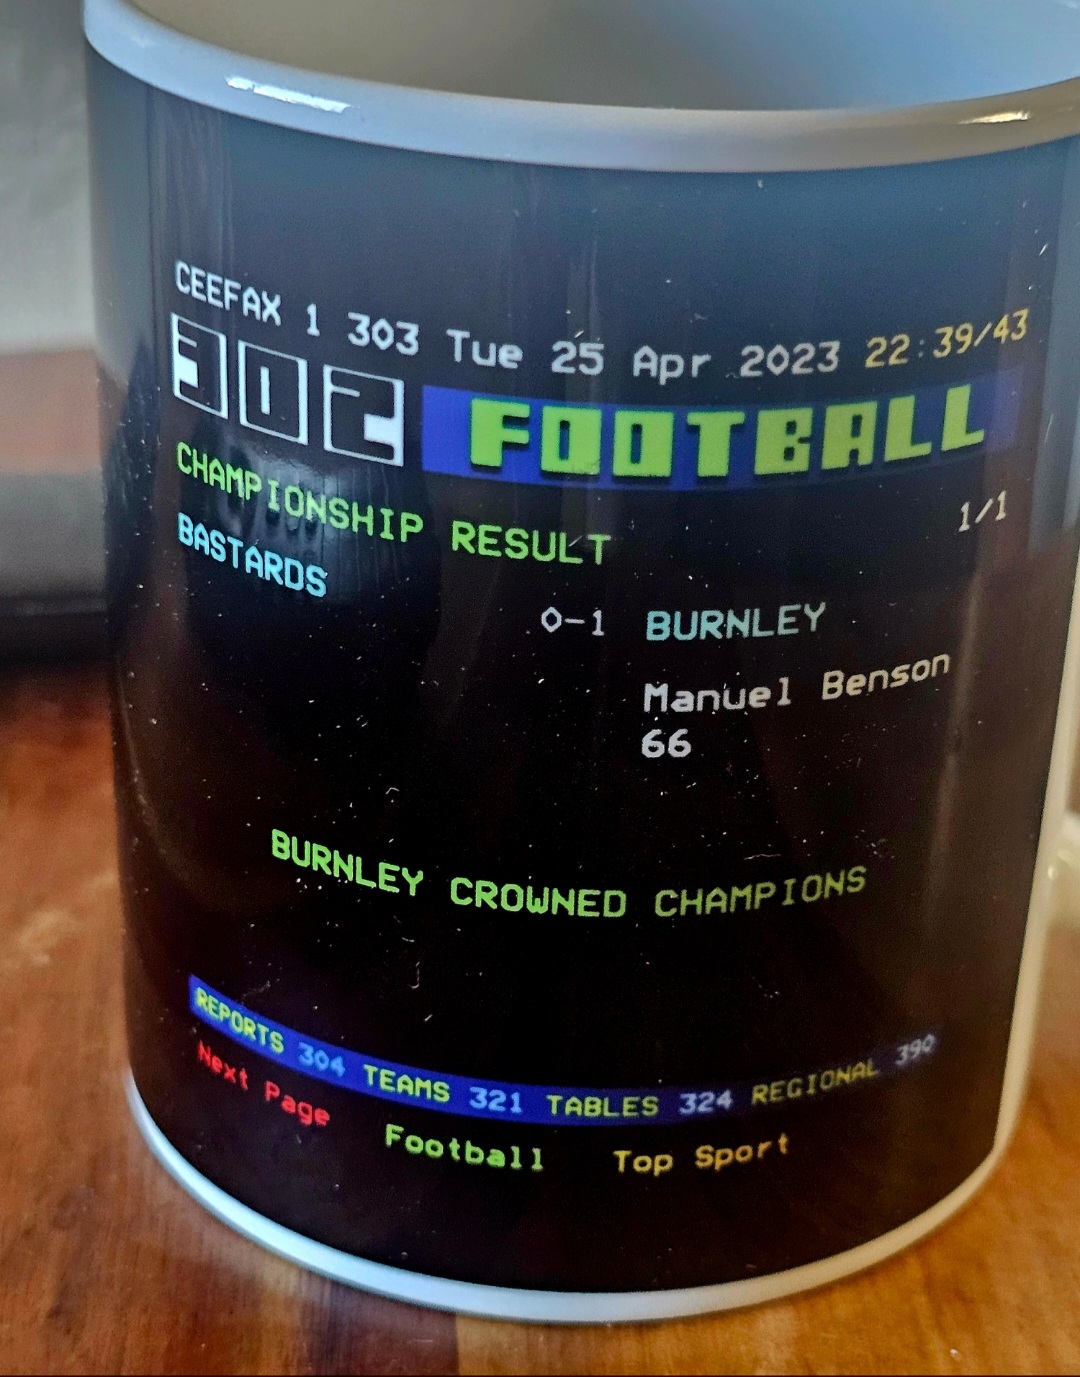 CEEFAX 1 303 Tue 25 Apr 2023 22:39/43
302 FOOTBALL
CHAMPIONSHIP RESULT 1/1
BASTARDS 0-1 BURNLEY
Manuel Benson
66
BURNLEY CROWNED CHAMPIONS
REPORTS 304 TEAMS 321 TABLES 324 REGIONAL 390
Next Page Football Top Sport